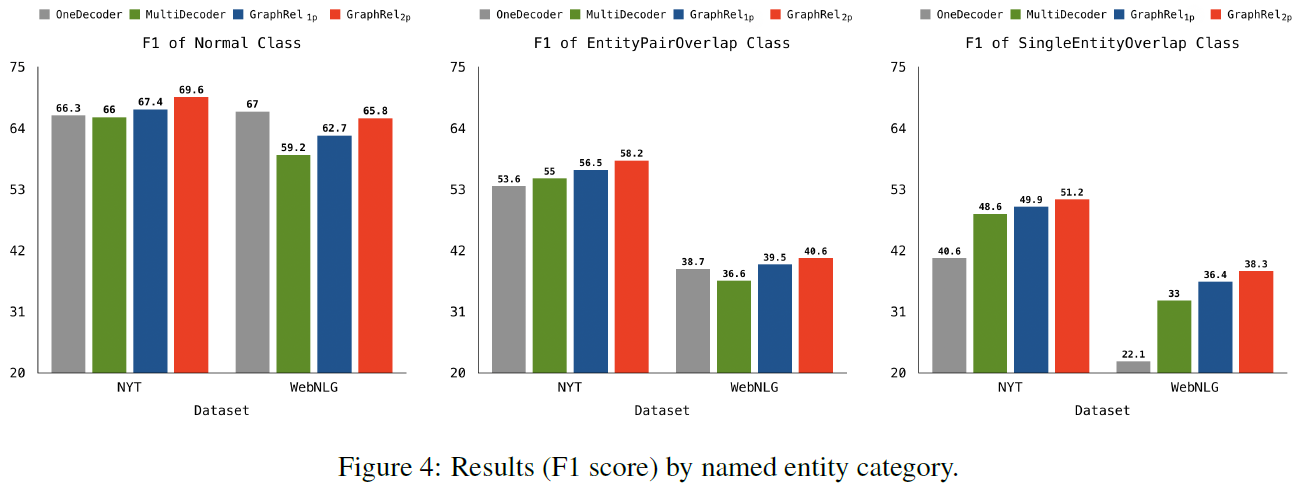 OneDecoder MultiDecoder GraphRel 1p GraphRel2p
F1 of Normal Class
75
64
53
42
31
20
66.3 66 67.4 69.6 67 59.2 62.7 65.8
NYT WebNLG
Dataset
OneDecoder MultiDecoder GraphRel1p GraphRel2p
F1 of EntityPairOverlap Class
75
64
53
42
31
20
53.6 55 56.5 58.2 38.7 36.6 39.5 40.6
NYT WebNLG
Dataset
OneDecoder MultiDecoder GraphRel1p GraphRel2p
F1 of SingleEntityOverlap Class
75
64
53
42
31
20
40.6 48.6 49.9 51.2 22.1 33 36.4 38.3
NYT WebNLG
Dataset
Figure 4: Results (F1 score) by named entity category.